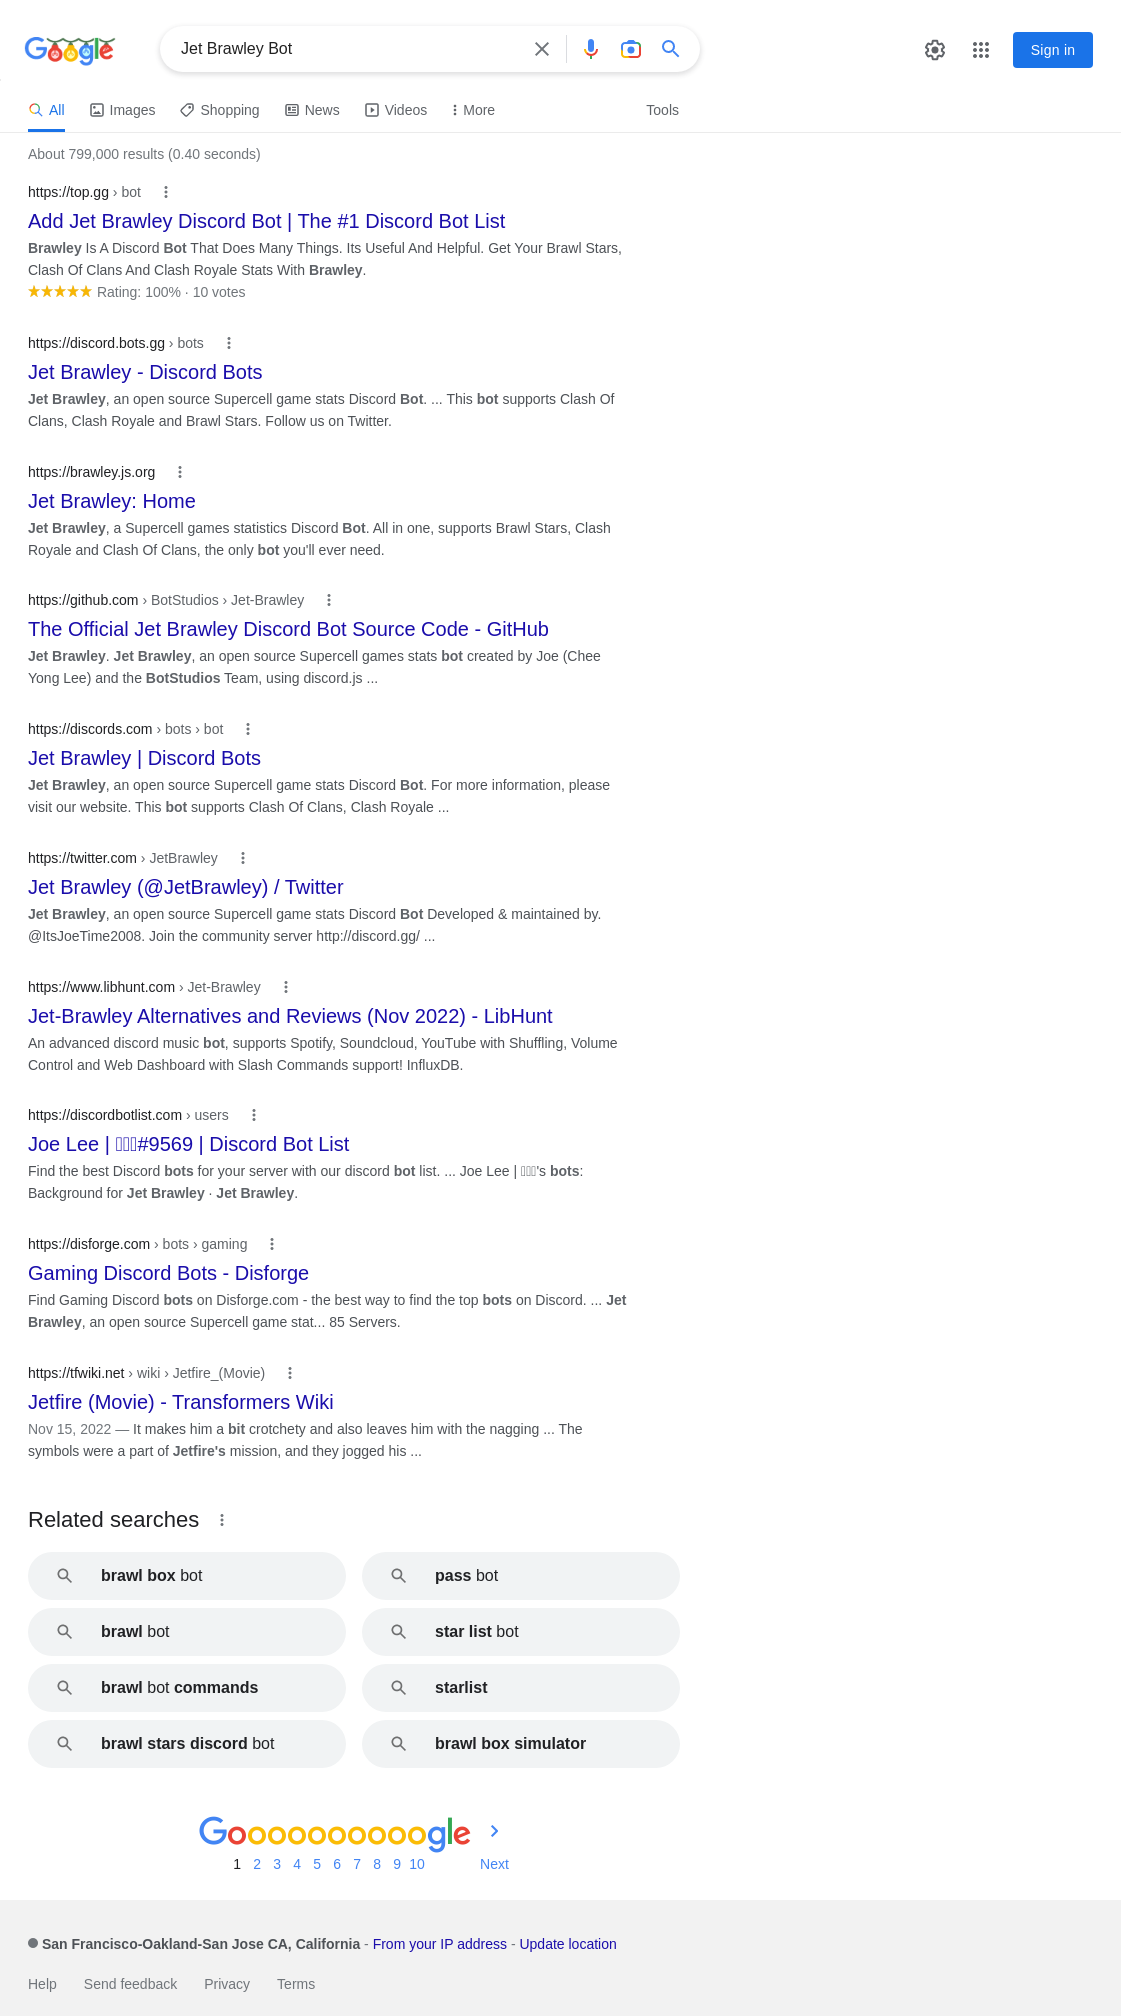 Google
Jet Brawley Bot
Sign in
All Images Shopping News Videos More Tools
About 799,000 results (0.40 seconds)
https://top.gg › bot
Add Jet Brawley Discord Bot | The #1 Discord Bot List
Brawley Is A Discord Bot That Does Many Things. Its Useful And Helpful. Get Your Brawl Stars,
Clash Of Clans And Clash Royale Stats With Brawley.
Rating: 100% · 10 votes
https://discord.bots.gg › bots
Jet Brawley - Discord Bots
Jet Brawley, an open source Supercell game stats Discord Bot. ... This bot supports Clash Of
Clans, Clash Royale and Brawl Stars. Follow us on Twitter.
https://brawley.js.org
Jet Brawley: Home
Jet Brawley, a Supercell games statistics Discord Bot. All in one, supports Brawl Stars, Clash
Royale and Clash Of Clans, the only bot you'll ever need.
https://github.com › BotStudios › Jet-Brawley
The Official Jet Brawley Discord Bot Source Code - GitHub
Jet Brawley. Jet Brawley, an open source Supercell games stats bot created by Joe (Chee
Yong Lee) and the BotStudios Team, using discord.js ...
https://discords.com › bots › bot
Jet Brawley | Discord Bots
Jet Brawley, an open source Supercell game stats Discord Bot. For more information, please
visit our website. This bot supports Clash Of Clans, Clash Royale ...
https://twitter.com › JetBrawley
Jet Brawley (@JetBrawley) / Twitter
Jet Brawley, an open source Supercell game stats Discord Bot Developed & maintained by.
@ItsJoeTime2008. Join the community server http://discord.gg/ ...
https://www.libhunt.com › Jet-Brawley
Jet-Brawley Alternatives and Reviews (Nov 2022) - LibHunt
An advanced discord music bot, supports Spotify, Soundcloud, YouTube with Shuffling, Volume
Control and Web Dashboard with Slash Commands support! InfluxDB.
https://discordbotlist.com › users
Joe Lee | #9569 | Discord Bot List
Find the best Discord bots for your server with our discord bot list. ... Joe Lee | 's bots:
Background for Jet Brawley · Jet Brawley.
https://disforge.com › bots › gaming
Gaming Discord Bots - Disforge
Find Gaming Discord bots on Disforge.com - the best way to find the top bots on Discord. ... Jet
Brawley, an open source Supercell game stat... 85 Servers.
https://tfwiki.net › wiki › Jetfire_(Movie)
Jetfire (Movie) - Transformers Wiki
Nov 15, 2022 — It makes him a bit crotchety and also leaves him with the nagging ... The
symbols were a part of Jetfire's mission, and they jogged his ...
Related searches
brawl box bot
pass bot
brawl bot
star list bot
brawl bot commands
starlist
brawl stars discord bot
brawl box simulator
Goooooooooogle
1 2 3 4 5 6 7 8 9 10 Next
San Francisco-Oakland-San Jose CA, California - From your IP address - Update location
Help Send feedback Privacy Terms